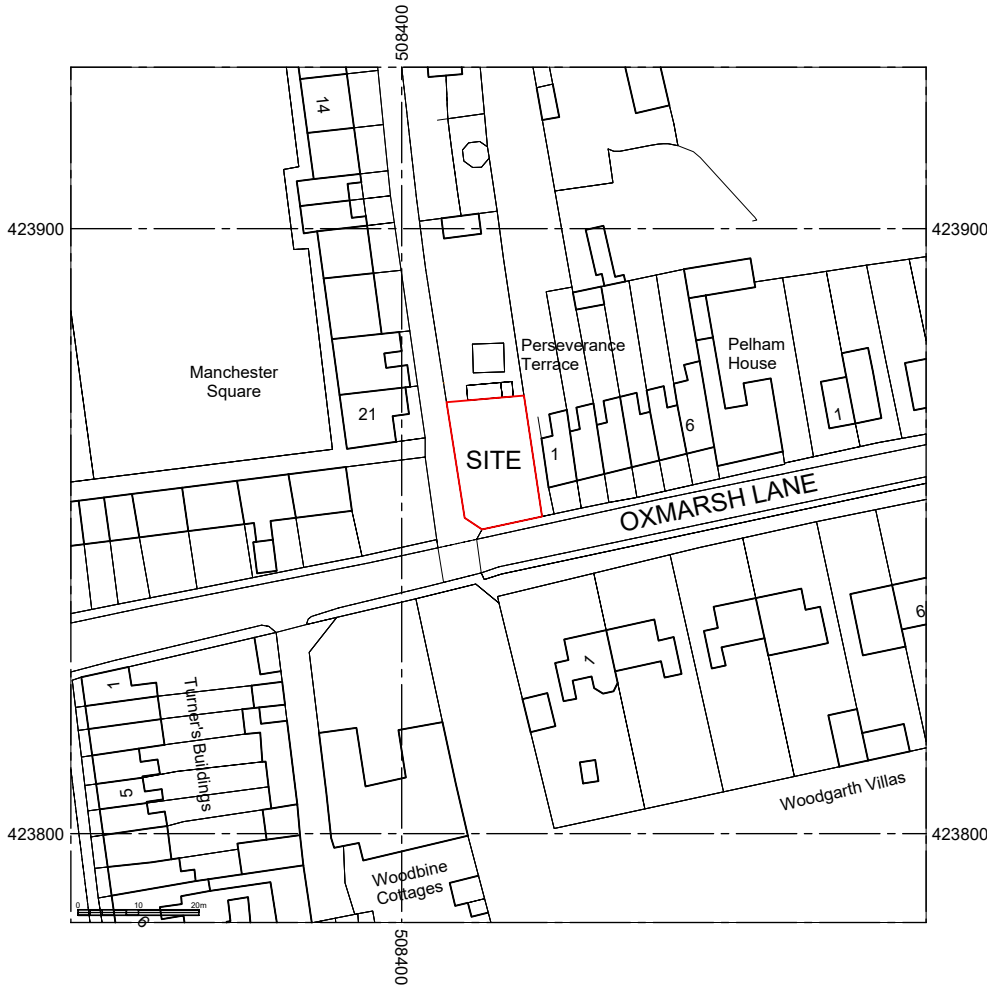 508400
14
423900
423900
Perseverance
Terrace
Pelham
House
Manchester
Square
21
1
6
1
SITE
OXMARSH LANE
6
1
1
Turner's Buildings
5
Woodgarth Villas
423800
423800
Woodbine
Cottages
0 10 20m
6
508400